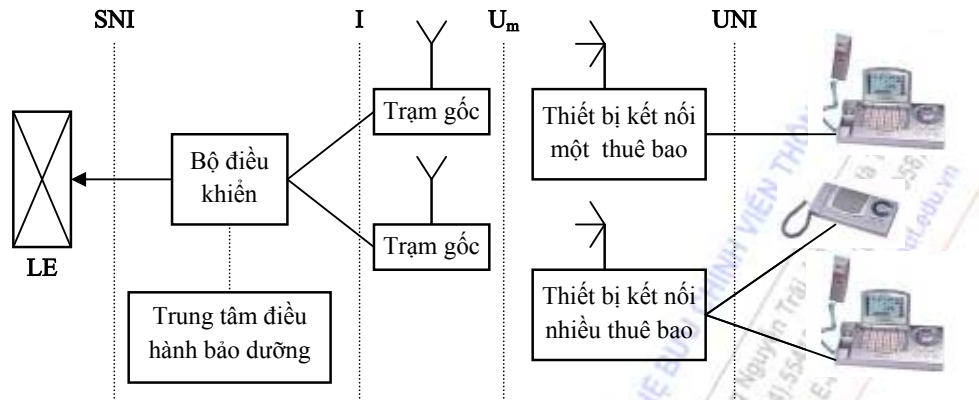 SNI
I
Um
UNI
Trạm gốc
Thiết bị kết nối
một thuê bao
Bộ điều
khiển
Trạm gốc
LE
Thiết bị kết nối
nhiều thuê bao
Trung tâm điều
hành bảo dưỡng